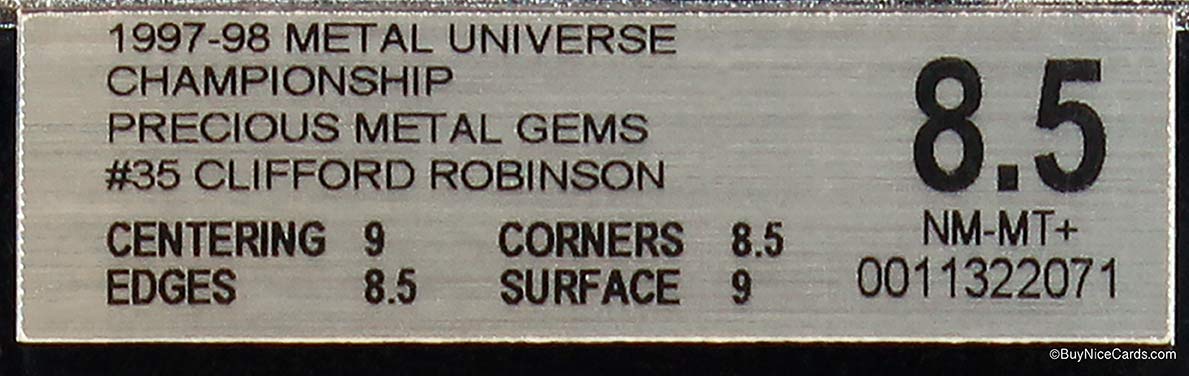 1997-98 METAL UNIVERSE
CHAMPIONSHIP
PRECIOUS METAL GEMS
#35 CLIFFORD ROBINSON
8.5
NM-MT+
0011322071
CENTERING 9 CORNERS 8.5
EDGES 8.5 SURFACE 9
©BuyNiceCards.com